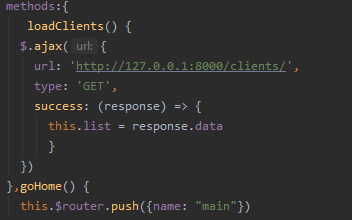 methods:{
loadClients() {
$.ajax( url: {
url: 'http://127.0.0.1:8000/clients/',
type: 'GET',
success: (response) => {
this.list = response.data
}
})
},goHome() {
this.$router.push({name: "main"})